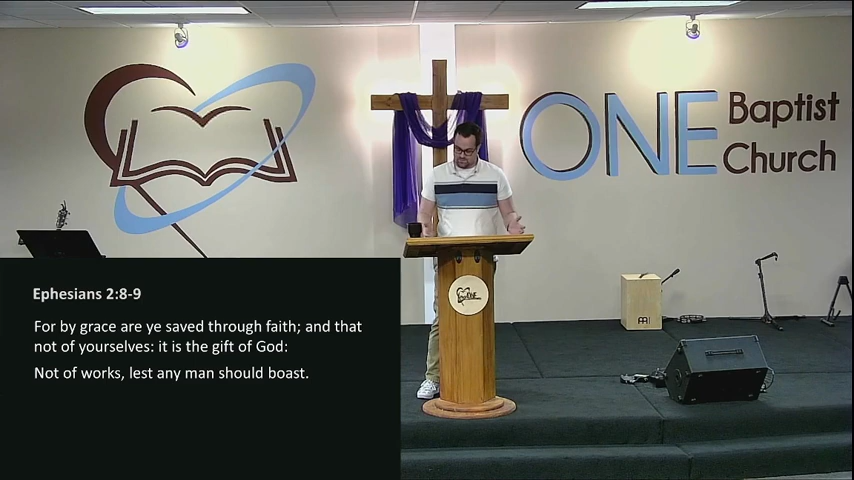 ONE
Baptist
Church
ONE
Ephesians 2:8-9
For by grace are ye saved through faith; and that
not of yourselves: it is the gift of God:
Not of works, lest any man should boast.